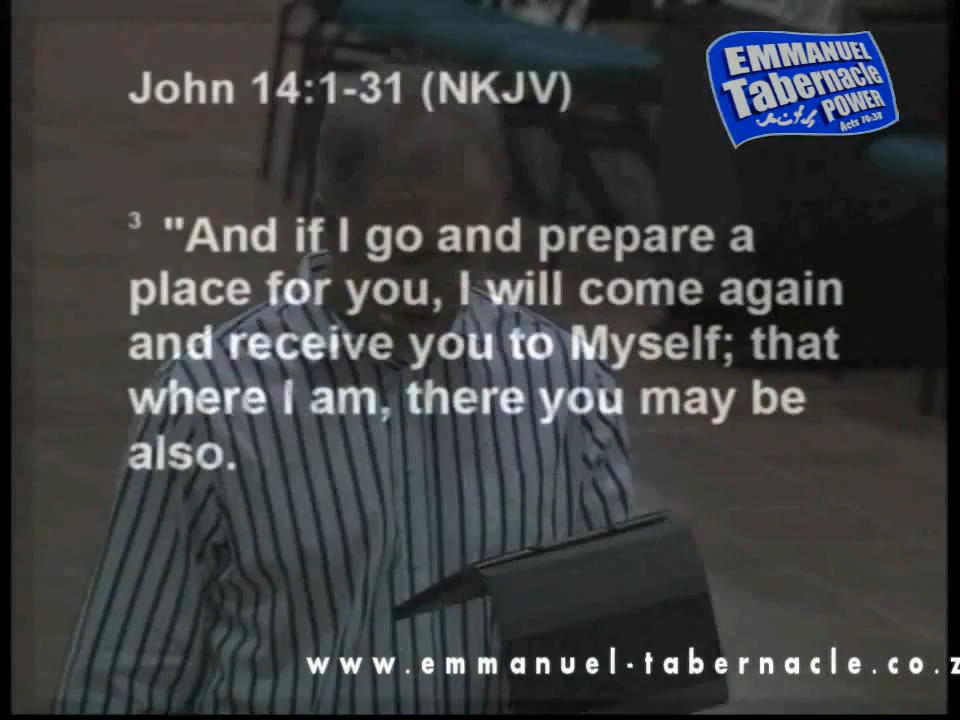 John 14:1-31 (NKJV)
EMMANUEL
Tabernacle
POWER
Acts 10:38
3 "And if I go and prepare a
place for you, I will come again
and receive you to Myself; that
where I am, there you may be
also.
www.emmanuel-tabernacle.co.z